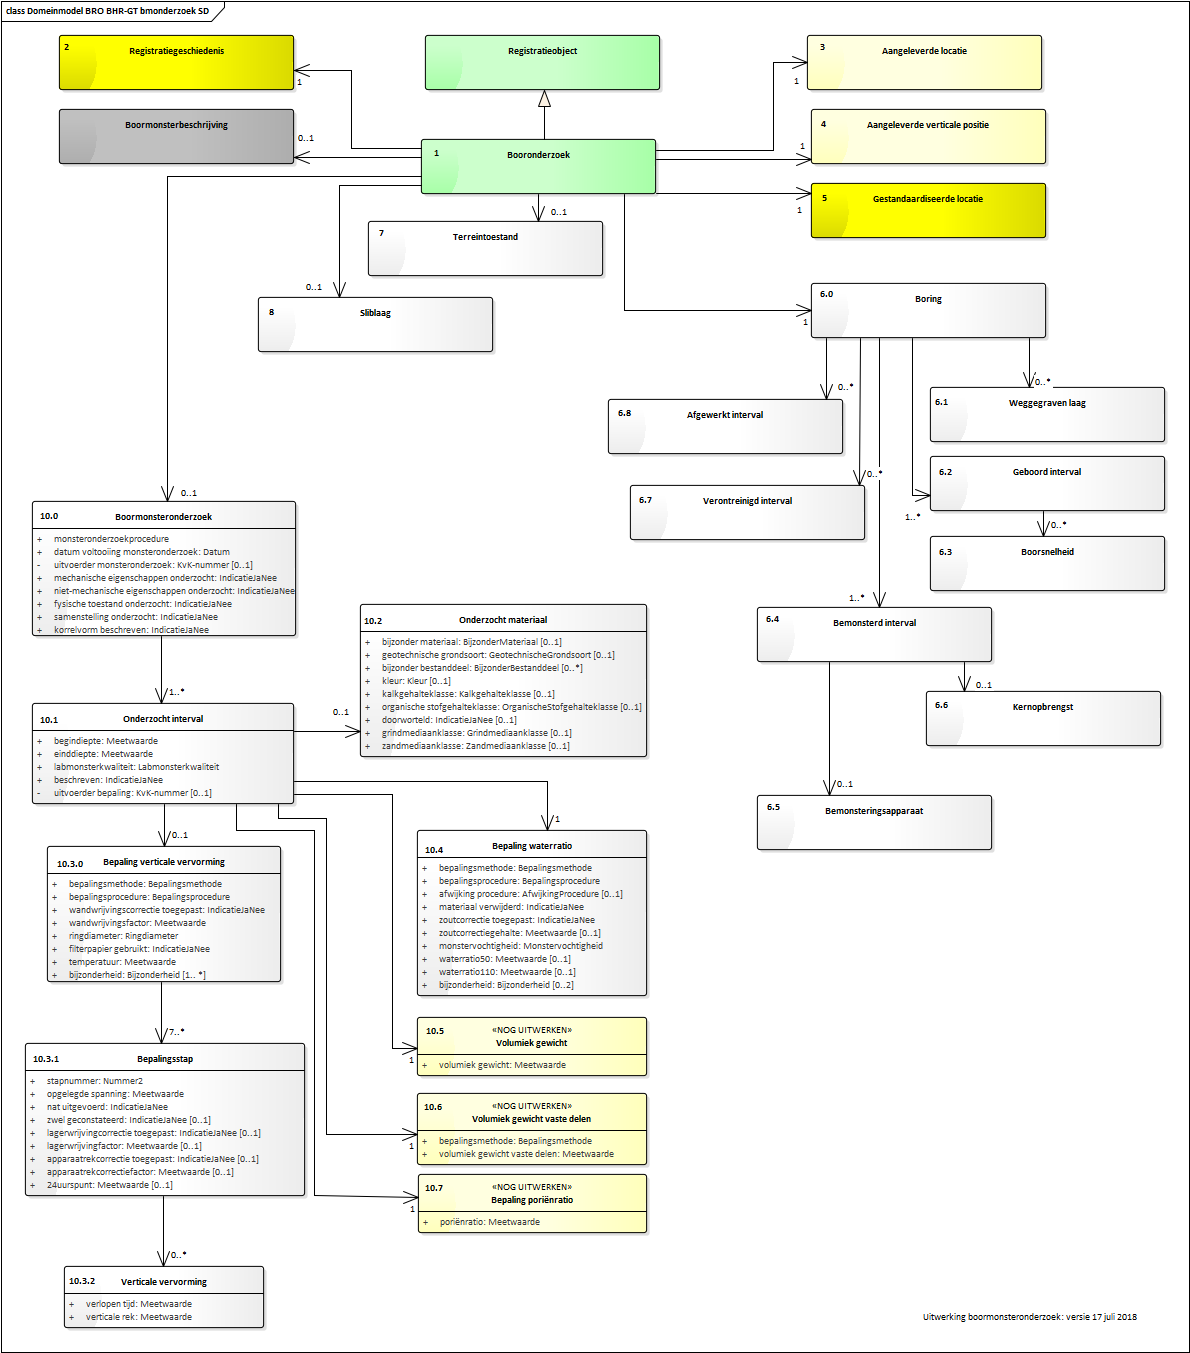 class Domeinmodel BRO BHR-GT bmonderzoek SD
2
Registratiegeschiedenis
1
Registratieobject
3
Aangeleverde locatie
1
Boormonsterbeschrijving
0..1
4
Aangeleverde verticale positie
1
1
Booronderzoek
5
Gestandaardiseerde locatie
1
0..1
7
Terreintoestand
0..1
8
Sliblaag
6.0
Boring
1
0..*
6.8
Afgewerkt interval
0..*
6.1
Weggegraven laag
6.2
Geboord interval
1..*
0..*
6.3
Boorsnelheid
0..*
6.7
Verontreinigd interval
1..*
6.4
Bemonsterd interval
0..1
6.6
Kernopbrengst
0..1
6.5
Bemonsteringsapparaat
0..1
10.0
Boormonsteronderzoek
+ monsteronderzoekprocedure
+ datum voltooiing monsteronderzoek: Datum
- uitvoerder monsteronderzoek: KvK-nummer [0..1]
+ mechanische eigenschappen onderzocht: IndicatieJaNee
+ niet-mechanische eigenschappen onderzocht: IndicatieJaNee
+ fysische toestand onderzocht: IndicatieJaNee
+ samenstelling onderzocht: IndicatieJaNee
+ korrelvorm beschreven: IndicatieJaNee
1..*
10.1
Onderzocht interval
+ begindiepte: Meetwaarde
+ einddiepte: Meetwaarde
+ labmonsterkwaliteit: Labmonsterkwaliteit
+ beschreven: IndicatieJaNee
- uitvoerder bepaling: KvK-nummer [0..1]
0..1
10.2
Onderzocht materiaal
+ bijzonder materiaal: BijzonderMateriaal [0..1]
+ geotechnische grondsoort: GeotechnischeGrondsoort [0..1]
+ bijzonder bestanddeel: BijzonderBestanddeel [0..*]
+ kleur: Kleur [0..1]
+ kalkgehalteklasse: Kalkgehalteklasse [0..1]
+ organische stofgehalteklasse: OrganischeStofgehalteklasse [0..1]
+ doorworteld: IndicatieJaNee [0..1]
+ grindmediaanklasse: Grindmediaanklasse [0..1]
+ zandmediaanklasse: Zandmediaanklasse [0..1]
0..1
10.3.0
Bepaling verticale vervorming
+ bepalingsmethode: Bepalingsmethode
+ bepalingsprocedure: Bepalingsprocedure
+ wandwrijvingscorrectie toegepast: IndicatieJaNee
+ wandwrijvingsfactor: Meetwaarde
+ ringdiameter: Ringdiameter
+ filterpapier gebruikt: IndicatieJaNee
+ temperatuur: Meetwaarde
+ bijzonderheid: Bijzonderheid [1.. *]
7..*
10.3.1
Bepalingsstap
+ stapnummer: Nummer2
+ opgelegde spanning: Meetwaarde
+ nat uitgevoerd: IndicatieJaNee
+ zwel geconstateerd: IndicatieJaNee [0..1]
+ lagerwrijvingcorrectie toegepast: IndicatieJaNee [0..1]
+ lagerwrijvingfactor: Meetwaarde [0..1]
+ apparaatrekcorrectie toegepast: IndicatieJaNee [0..1]
+ apparaatrekcorrectiefactor: Meetwaarde [0..1]
+ 24uurspunt: Meetwaarde [0..1]
0..*
10.3.2
Verticale vervorming
+ verlopen tijd: Meetwaarde
+ verticale rek: Meetwaarde
1
10.4
Bepaling waterratio
+ bepalingsmethode: Bepalingsmethode
+ bepalingsprocedure: Bepalingsprocedure
+ afwijking procedure: AfwijkingProcedure [0..1]
+ materiaal verwijderd: IndicatieJaNee
+ zoutcorrectie toegepast: IndicatieJaNee
+ zoutcorrectiegehalte: Meetwaarde [0..1]
+ monstervochtigheid: Monstervochtigheid
+ waterratio50: Meetwaarde [0..1]
+ waterratio110: Meetwaarde [0..1]
+ bijzonderheid: Bijzonderheid [0..2]
10.5
«NOG UITWERKEN»
Volumiek gewicht
1
+ volumiek gewicht: Meetwaarde
10.6
«NOG UITWERKEN»
Volumiek gewicht vaste delen
1
+ bepalingsmethode: Bepalingsmethode
+ volumiek gewicht vaste delen: Meetwaarde
10.7
«NOG UITWERKEN»
Bepaling poriënratio
1
+ poriënratio: Meetwaarde
Uitwerking boormonsteronderzoek: versie 17 juli 2018